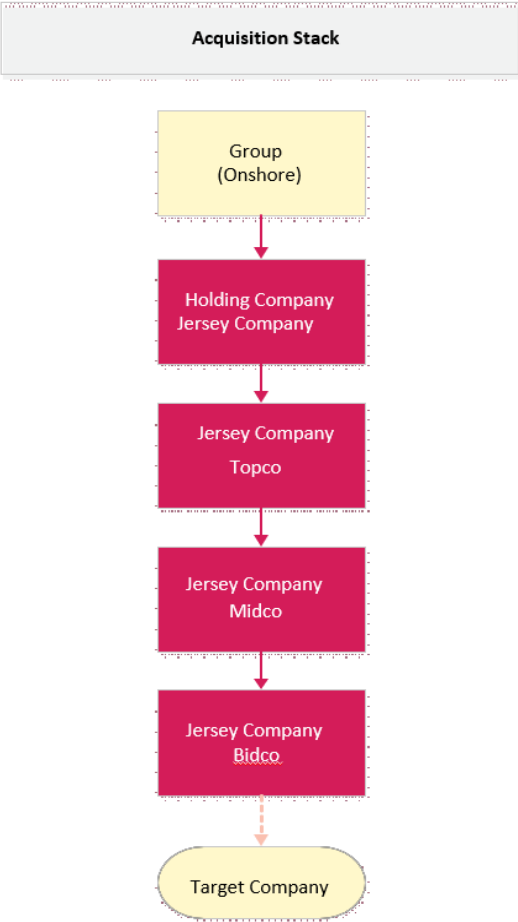 Acquisition Stack
Group
(Onshore)
Holding Company
Jersey Company
Jersey Company
Topco
Jersey Company
Midco
Jersey Company
Bidco
Target Company